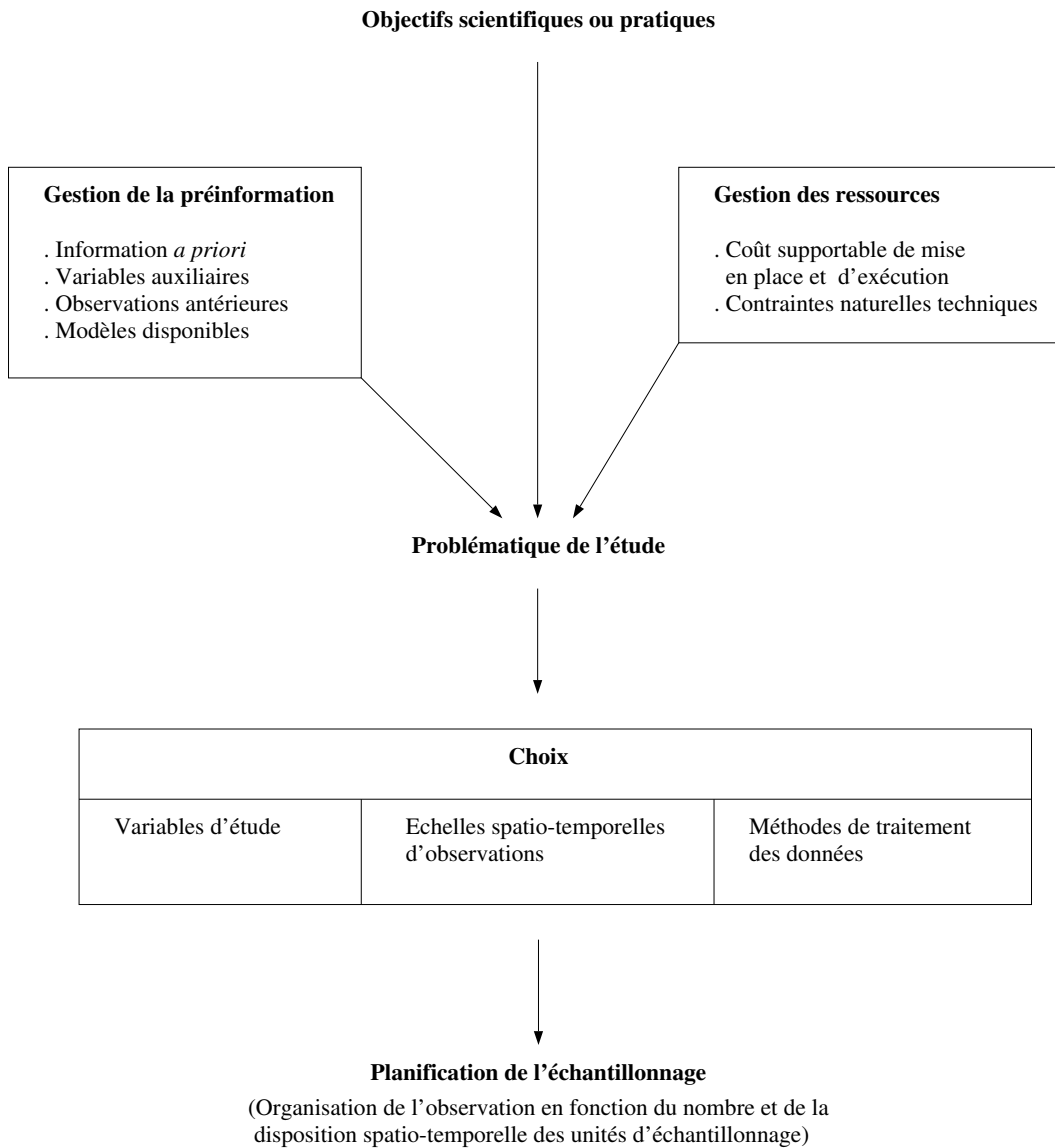 Objectifs scientifiques ou pratiques
Gestion de la préinformation
. Information a priori
. Variables auxiliaires
. Observations antérieures
. Modèles disponibles
Gestion des ressources
. Coût supportable de mise
en place et d’exécution
. Contraintes naturelles techniques
Problématique de l’étude
Choix
Variables d’étude
Echelles spatio-temporelles
d’observations
Méthodes de traitement
des données
Planification de l’échantillonnage
(Organisation de l’observation en fonction du nombre et de la
disposition spatio-temporelle des unités d’échantillonnage)